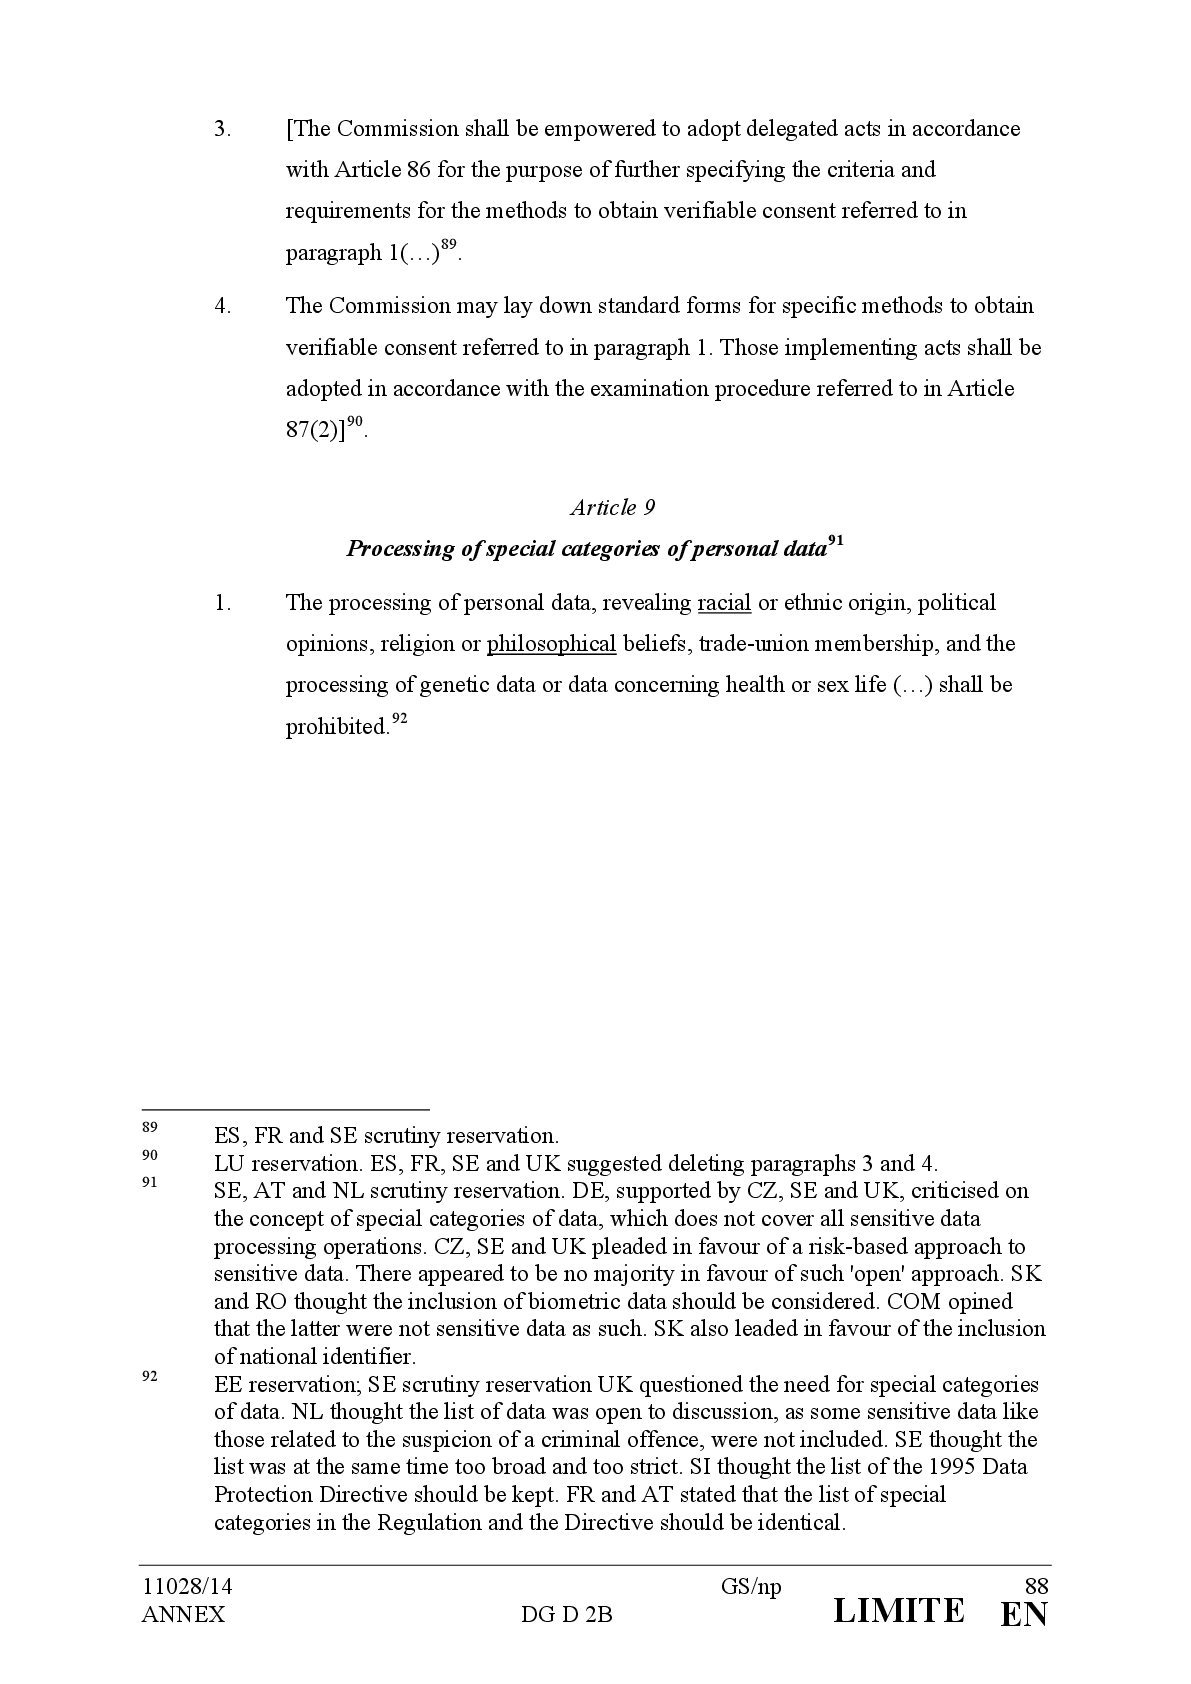 3. [The Commission shall be empowered to adopt delegated acts in accordance
with Article 86 for the purpose of further specifying the criteria and
requirements for the methods to obtain verifiable consent referred to in
paragraph 1(…)89.
4. The Commission may lay down standard forms for specific methods to obtain
verifiable consent referred to in paragraph 1. Those implementing acts shall be
adopted in accordance with the examination procedure referred to in Article
87(2)]90.
Article 9
Processing of special categories of personal data91
1. The processing of personal data, revealing racial or ethnic origin, political
opinions, religion or philosophical beliefs, trade-union membership, and the
processing of genetic data or data concerning health or sex life (…) shall be
prohibited.92
89 ES, FR and SE scrutiny reservation.
90 LU reservation. ES, FR, SE and UK suggested deleting paragraphs 3 and 4.
91 SE, AT and NL scrutiny reservation. DE, supported by CZ, SE and UK, criticised on
the concept of special categories of data, which does not cover all sensitive data
processing operations. CZ, SE and UK pleaded in favour of a risk-based approach to
sensitive data. There appeared to be no majority in favour of such 'open' approach. SK
and RO thought the inclusion of biometric data should be considered. COM opined
that the latter were not sensitive data as such. SK also leaded in favour of the inclusion
of national identifier.
92 EE reservation; SE scrutiny reservation UK questioned the need for special categories
of data. NL thought the list of data was open to discussion, as some sensitive data like
those related to the suspicion of a criminal offence, were not included. SE thought the
list was at the same time too broad and too strict. SI thought the list of the 1995 Data
Protection Directive should be kept. FR and AT stated that the list of special
categories in the Regulation and the Directive should be identical.
11028/14 GS/np 88
ANNEX DG D 2B LIMITE EN